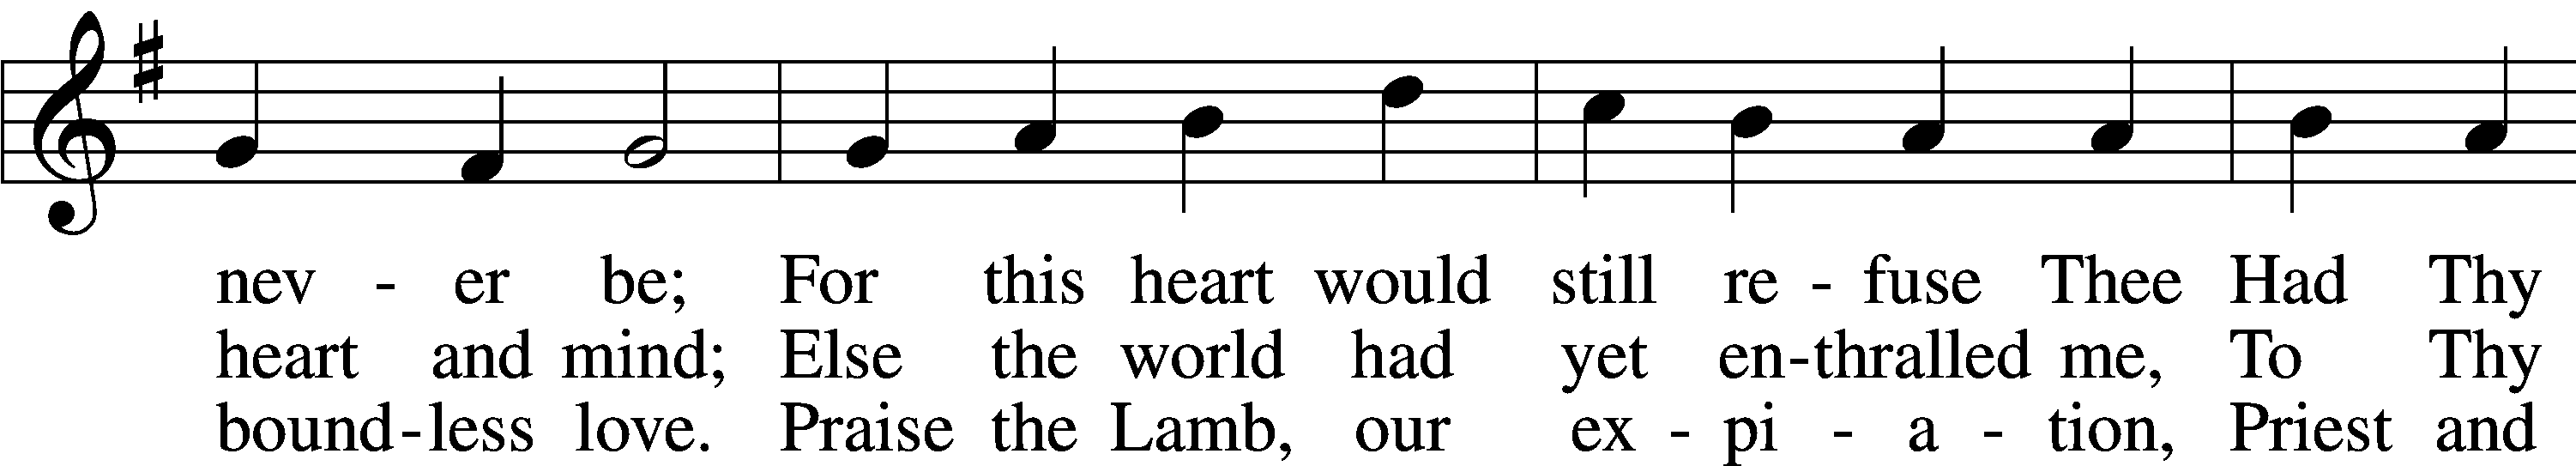 nev - er be; For this heart would still re - fuse Thee Had Thy
heart and mind; Else the world had yet en-thralled me, To Thy
bound-less love. Praise the Lamb, our ex - pi - a - tion, Priest and